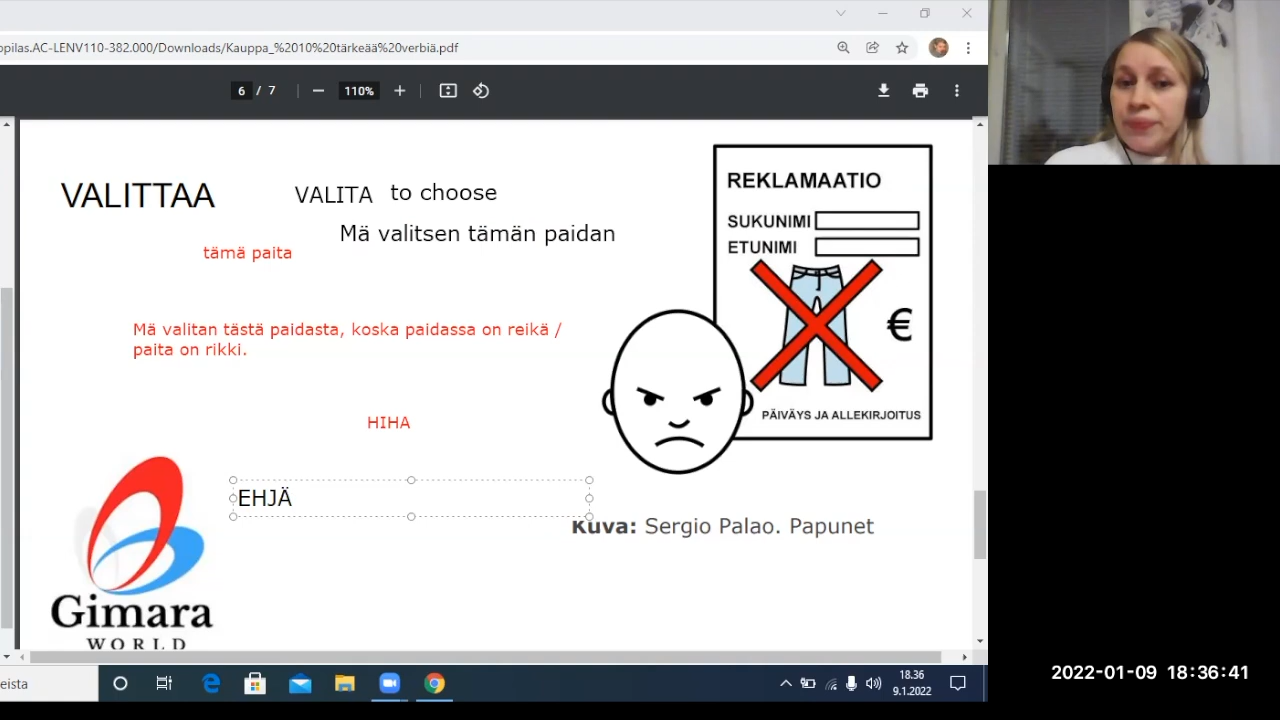 opilas.AC-LENV110-382.000/Downloads/Kauppa_%2010%20tärkeää%20verbiä.pdf
6 / 7
110%
VALITTAA
VALITA to choose
Mä valitsen tämän paidan
tämä paita
Mä valitan tästä paidasta, koska paidassa on reikä /
paita on rikki.
HIHA
EHJÄ
REKLAMAATIO
SUKUNIMI
ETUNIMI
€
PÄIVÄYS JA ALLEKIRJOITUS
Kuva: Sergio Palao. Papunet
Gimara
WORLD
eista
18.36
9.1.2022
2022-01-09 18:36:41